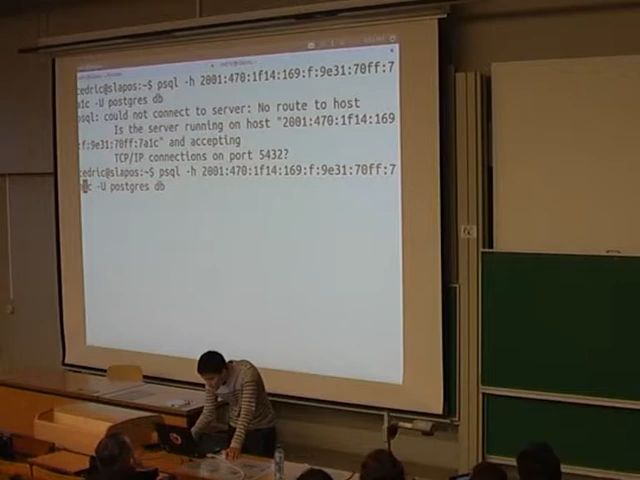 cedric@slapos:~$ psql -h 2001:470:1f14:169:f:9e31:70ff:7
a1c -U postgres db
psql: could not connect to server: No route to host
Is the server running on host "2001:470:1f14:169
:f:9e31:70ff:7a1c" and accepting
TCP/IP connections on port 5432?
cedric@slapos:~$ psql -h 2001:470:1f14:169:f:9e31:70ff:7
c -U postgres db